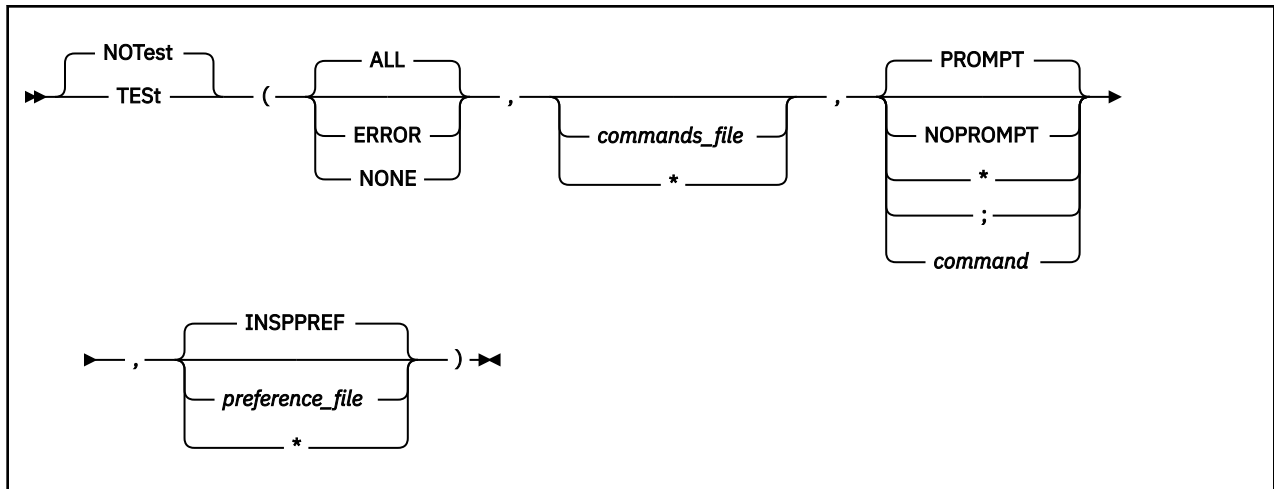 NOTest
TESt
(
ALL
ERROR
NONE
,
commands_file
*
,
PROMPT
NOPROMPT
*
;
command
,
INSPPREF
preference_file
*
)